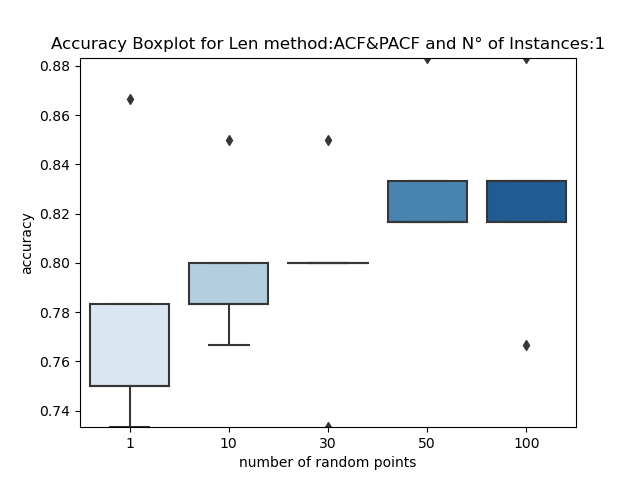 Accuracy Boxplot for Len method:ACF&PACF and N° of Instances:1
0.88
0.86
0.84
0.82
0.80
0.78
0.76
0.74
accuracy
1 10 30 50 100
number of random points